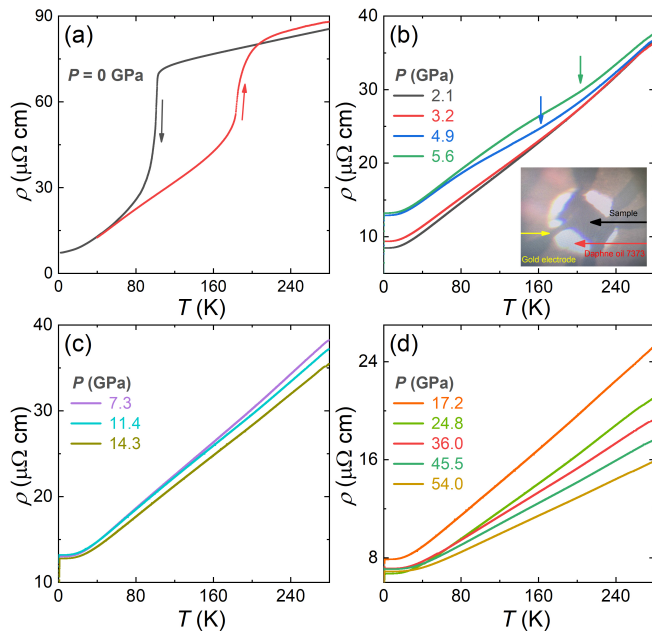 (a)
P = 0 GPa
ρ (μΩ cm)
90
60
30
0
0 80 160 240
T (K)
(b)
P (GPa)
2.1
3.2
4.9
5.6
ρ (μΩ cm)
40
30
20
10
0 80 160 240
T (K)
Sample
Gold electrode
Daphne oil 7373
(c)
P (GPa)
7.3
11.4
14.3
ρ (μΩ cm)
40
30
20
10
0 80 160 240
T (K)
(d)
P (GPa)
17.2
24.8
36.0
45.5
54.0
ρ (μΩ cm)
24
16
8
0 80 160 240
T (K)